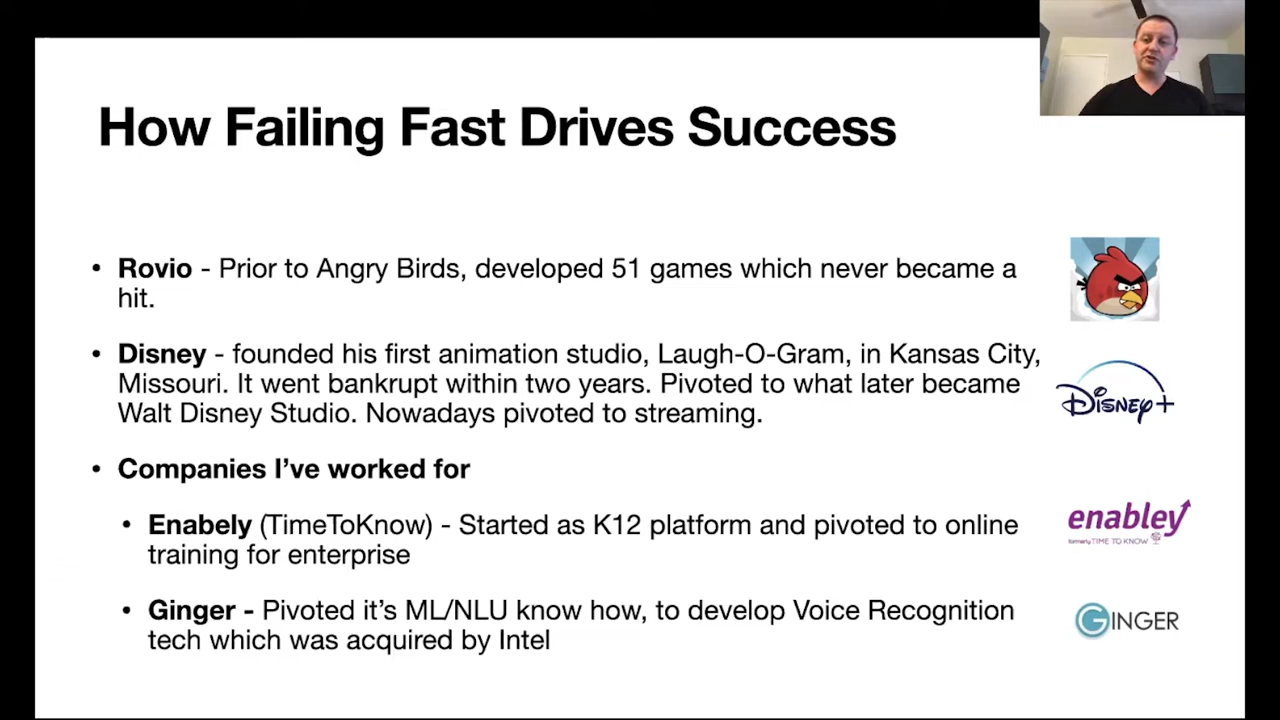 How Failing Fast Drives Success
• Rovio - Prior to Angry Birds, developed 51 games which never became a
hit.
• Disney - founded his first animation studio, Laugh-O-Gram, in Kansas City,
Missouri. It went bankrupt within two years. Pivoted to what later became
Walt Disney Studio. Nowadays pivoted to streaming.
Disney+
• Companies I've worked for
• Enabely (TimeToKnow) - Started as K12 platform and pivoted to online
training for enterprise
enabley
formerly TIME TO KNOW
• Ginger - Pivoted it's ML/NLU know how, to develop Voice Recognition
tech which was acquired by Intel
GINGER